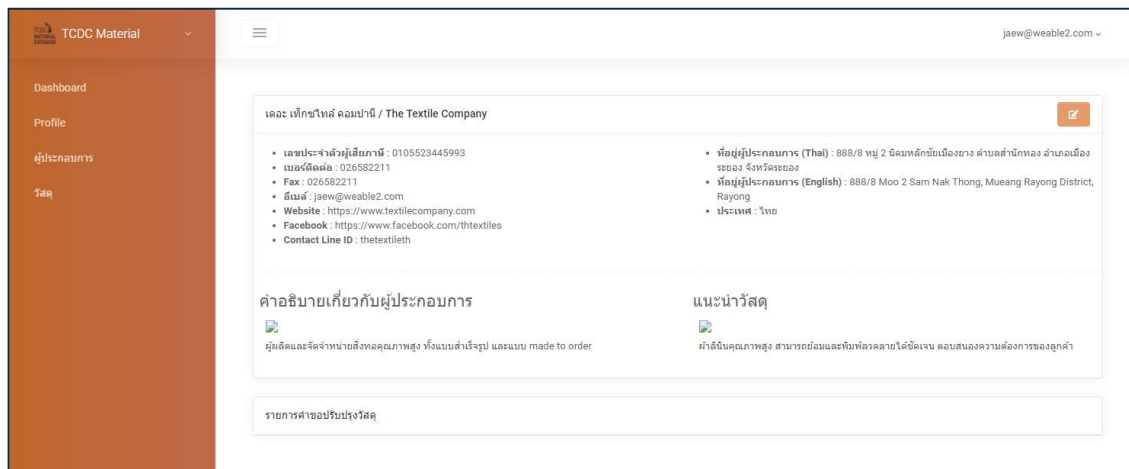 TCDC MATERIAL DATABASE
TCDC Material
jaew@weable2.com
Dashboard
Profile
ผู้ประกอบการ
วัสดุ
เดอะ เท็กซ์ไทล์ คอมปานี / The Textile Company
เลขประจำตัวผู้เสียภาษี : 0105523445993
เบอร์ติดต่อ : 026582211
Fax : 026582211
อีเมล์ : jaew@weable2.com
Website : https://www.textilecompany.com
Facebook : https://www.facebook.com/thtextiles
Contact Line ID : thetextileth
ที่อยู่ผู้ประกอบการ (Thai) : 888/8 หมู่ 2 นิคมหลักชัยเมืองยาง ตำบลสำนักทอง อำเภอเมือง
ระยอง จังหวัดระยอง
ที่อยู่ผู้ประกอบการ (English) : 888/8 Moo 2 Sam Nak Thong, Mueang Rayong District,
Rayong
ประเทศ : ไทย
คำอธิบายเกี่ยวกับผู้ประกอบการ
ผู้ผลิตและจัดจำหน่ายสิ่งทอคุณภาพสูง ทั้งแบบสำเร็จรูป และแบบ made to order
แนะนำวัสดุ
ผ้าลินินคุณภาพสูง สามารถย้อมและพิมพ์ลวดลายได้ชัดเจน ตอบสนองความต้องการของลูกค้า
รายการคำขอปรับปรุงวัสดุ